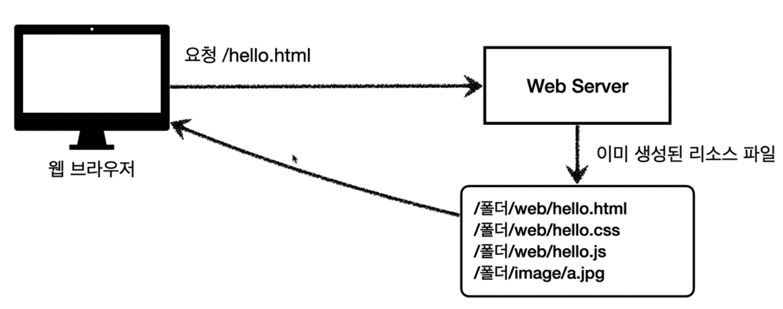 요청 /hello.html
Web Server
웹 브라우저
이미 생성된 리소스 파일
/폴더/web/hello.html
/폴더/web/hello.css
/폴더/web/hello.js
/폴더/image/a.jpg